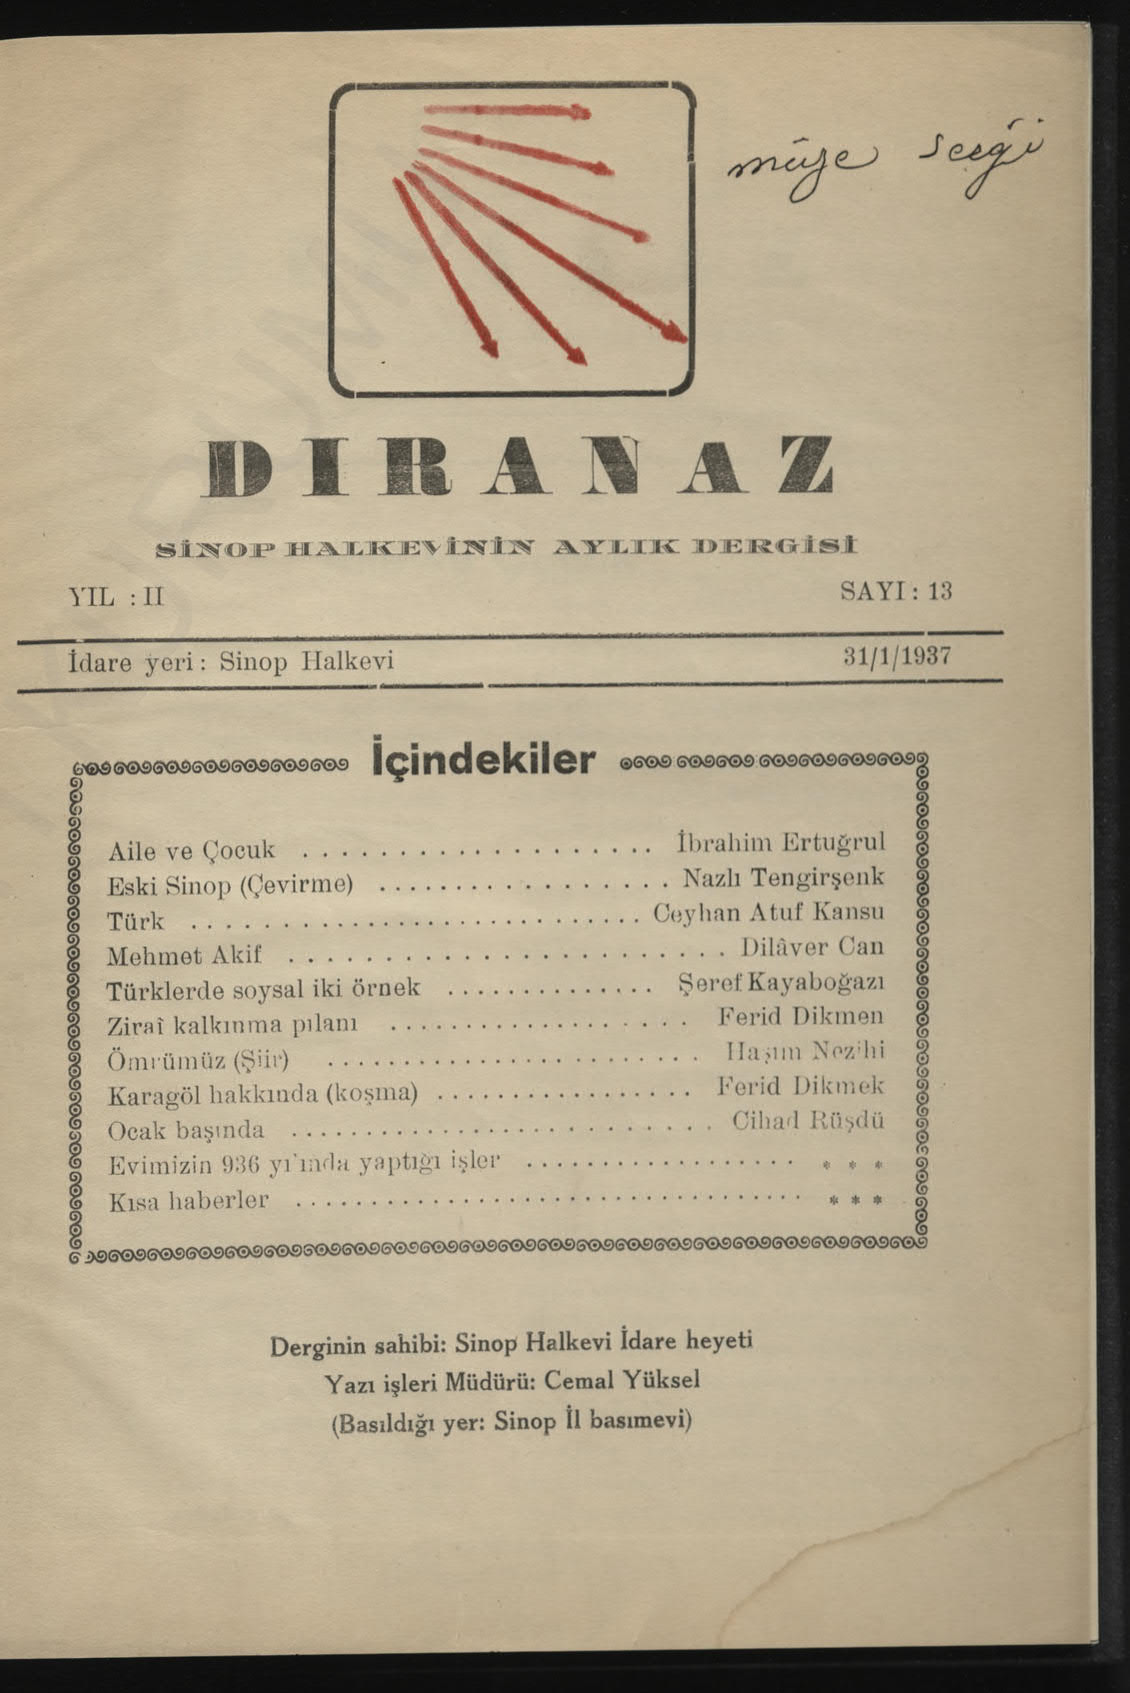 müze
DIRANAZ
SİNOP HALKEVİNİN AYLIK DERGİSİ
YIL : II
SAYI: 13
İdare yeri: Sinop Halkevi
31/1/1937
İçindekiler
Aile ve Çocuk . . . . . . . . . . . . . . . . . . . İbrahim Ertuğrul
Eski Sinop (Çevirme) . . . . . . . . . . . . . . . . Nazlı Tengirşenk
Türk . . . . . . . . . . . . . . . . . . . . . . . . . Ceyhan Atuf Kansu
Mehmet Akif . . . . . . . . . . . . . . . . . . . . . . . Dilâver Can
Türklerde soysal iki örnek . . . . . . . . . . . . . . Şeref Kayaboğazı
Ziraî kalkınma pılanı . . . . . . . . . . . . . . . . Ferid Dikmen
Ömrümüz (Şiir) . . . . . . . . . . . . . . . . . . . . Haşım Nezihi
Karagöl hakkında (koşma) . . . . . . . . . . . . . . . . . Ferid Dikmek
Ocak başında . . . . . . . . . . . . . . . . . . . . . . . Cihad Rüşdü
Evimizin 936 yılında yaptığı işler . . . . . . . . . . . . . . . . * * *
Kısa haberler . . . . . . . . . . . . . . . . . . . . . . . . . . . . * * *
Derginin sahibi: Sinop Halkevi İdare heyeti
Yazı işleri Müdürü: Cemal Yüksel
(Basıldığı yer: Sinop İl basımevi)